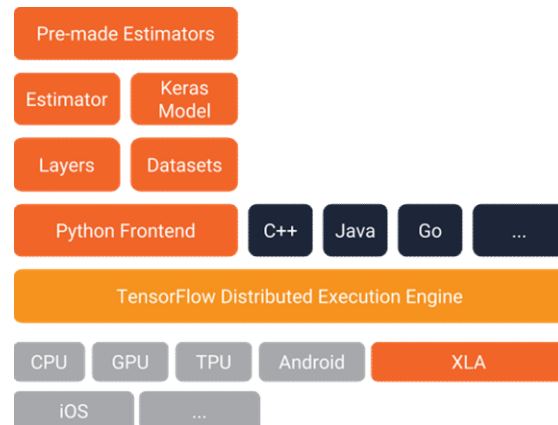 Pre-made Estimators
Estimator
Keras
Model
Layers
Datasets
Python Frontend
C++
Java
Go
...
TensorFlow Distributed Execution Engine
CPU
GPU
TPU
Android
XLA
iOS
...